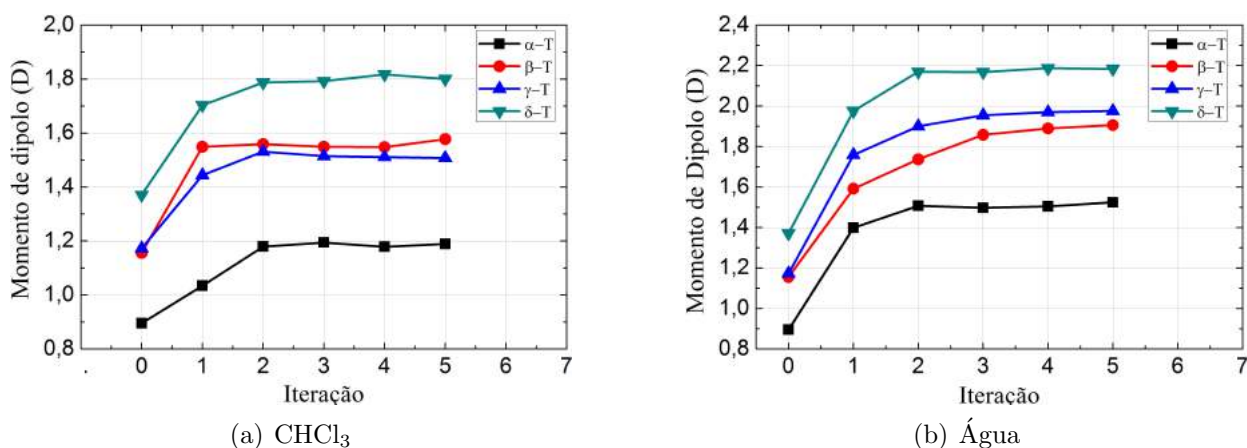 Momento de dipolo (D)
2,0
1,8
1,6
1,4
1,2
1,0
0,8
α–T
β–T
γ–T
δ–T
. 0 1 2 3 4 5 6 7
Iteração
(a) CHCl₃
Momento de Dipolo (D)
2,4
2,2
2,0
1,8
1,6
1,4
1,2
1,0
0,8
α–T
β–T
γ–T
δ–T
0 1 2 3 4 5 6 7
Iteração
(b) Água